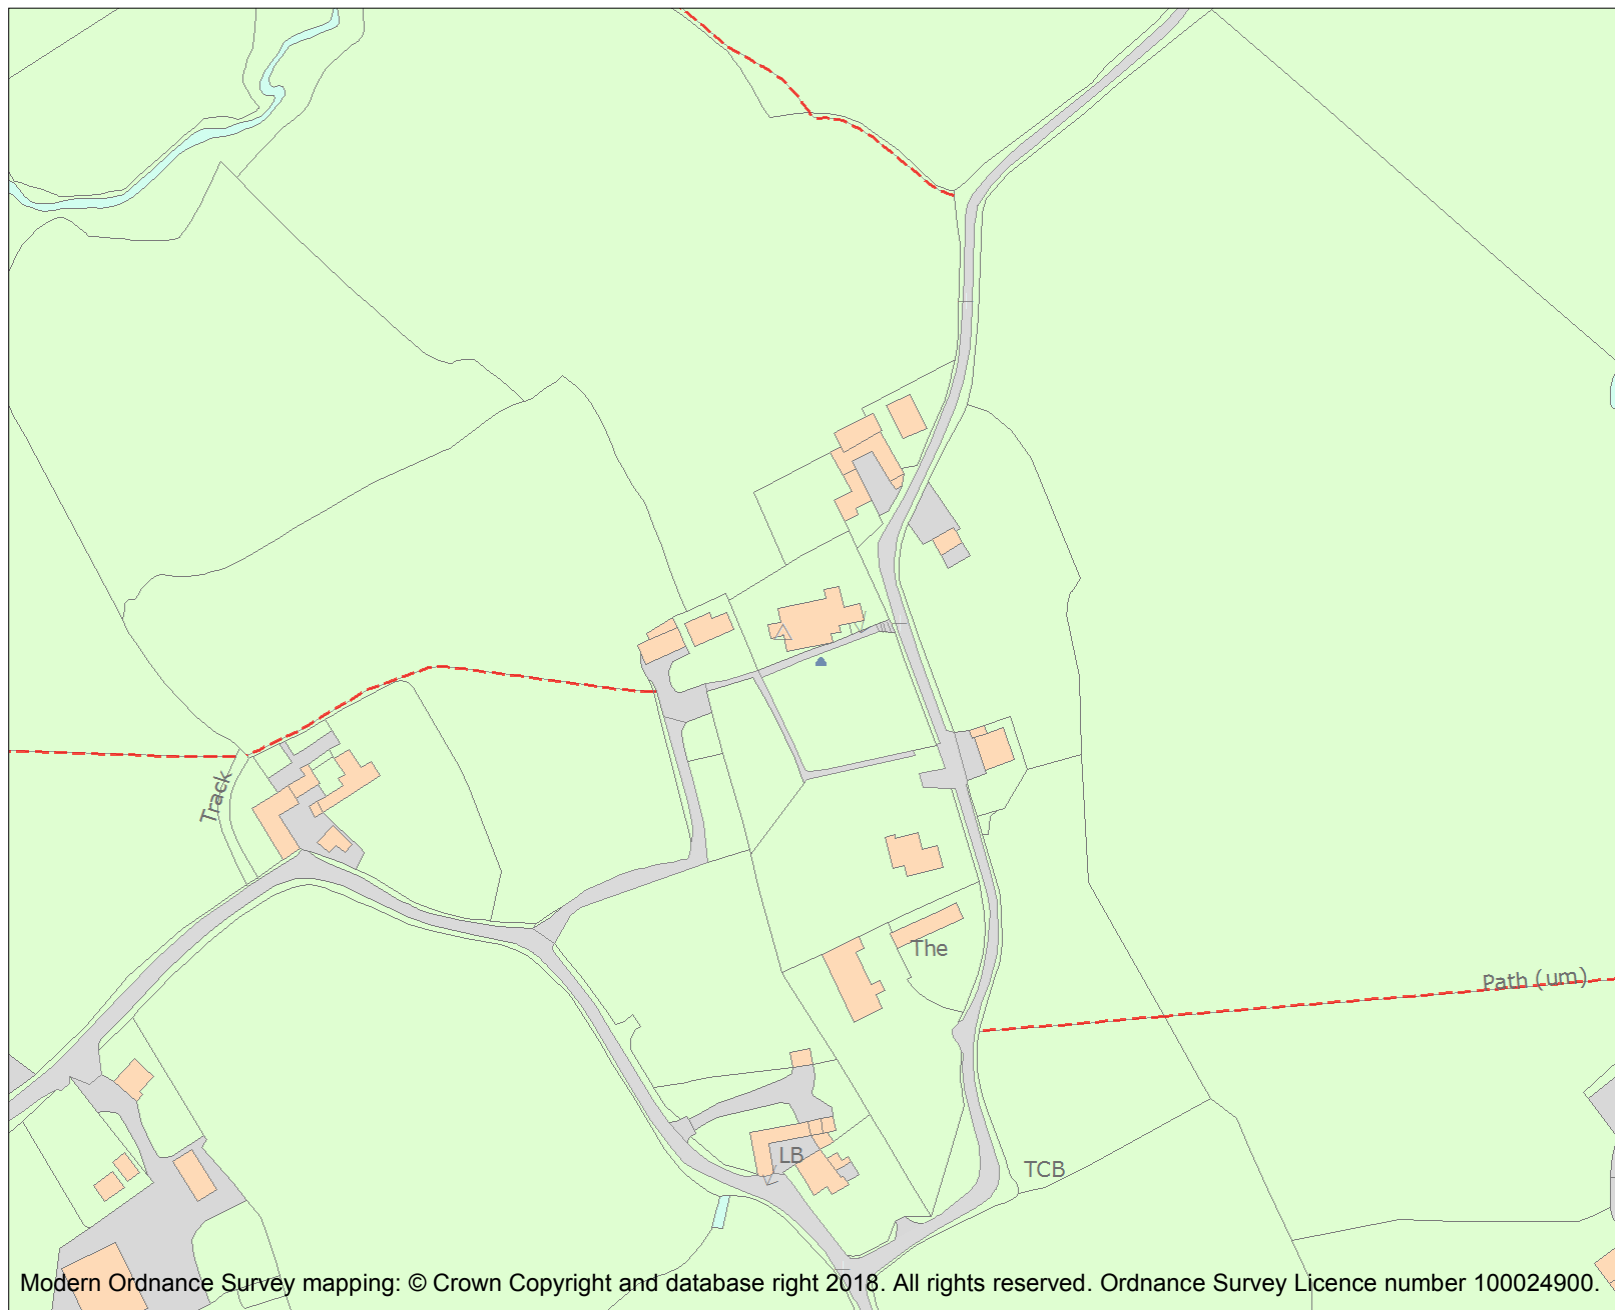 Track
The
Path (um)
LB
TCB
Modern Ordnance Survey mapping: © Crown Copyright and database right 2018. All rights reserved. Ordnance Survey Licence number 100024900.